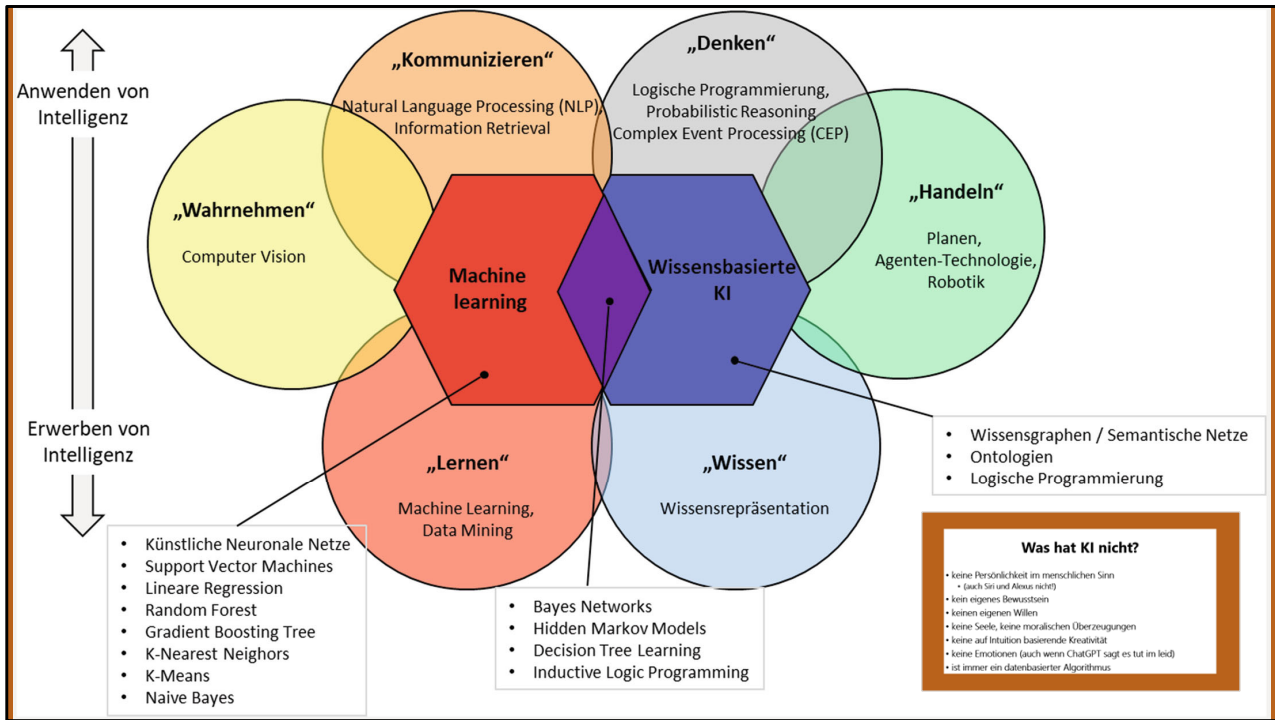 Anwenden von
Intelligenz
Erwerben von
Intelligenz
„Wahrnehmen“
Computer Vision
„Kommunizieren“
Natural Language Processing (NLP),
Information Retrieval
„Denken“
Logische Programmierung,
Probabilistic Reasoning
Complex Event Processing (CEP)
„Handeln“
Planen,
Agenten-Technologie,
Robotik
Machine
learning
Wissensbasierte
KI
„Lernen“
Machine Learning,
Data Mining
„Wissen“
Wissensrepräsentation
• Künstliche Neuronale Netze
• Support Vector Machines
• Lineare Regression
• Random Forest
• Gradient Boosting Tree
• K-Nearest Neighors
• K-Means
• Naive Bayes
• Bayes Networks
• Hidden Markov Models
• Decision Tree Learning
• Inductive Logic Programming
• Wissensgraphen / Semantische Netze
• Ontologien
• Logische Programmierung
Was hat KI nicht?
• keine Persönlichkeit im menschlichen Sinn
• (auch Siri und Alexus nicht!)
• kein eigenes Bewusstsein
• keinen eigenen Willen
• keine Seele, keine moralischen Überzeugungen
• keine auf Intuition basierende Kreativität
• keine Emotionen (auch wenn ChatGPT sagt es tut im leid)
• ist immer ein datenbasierter Algorithmus